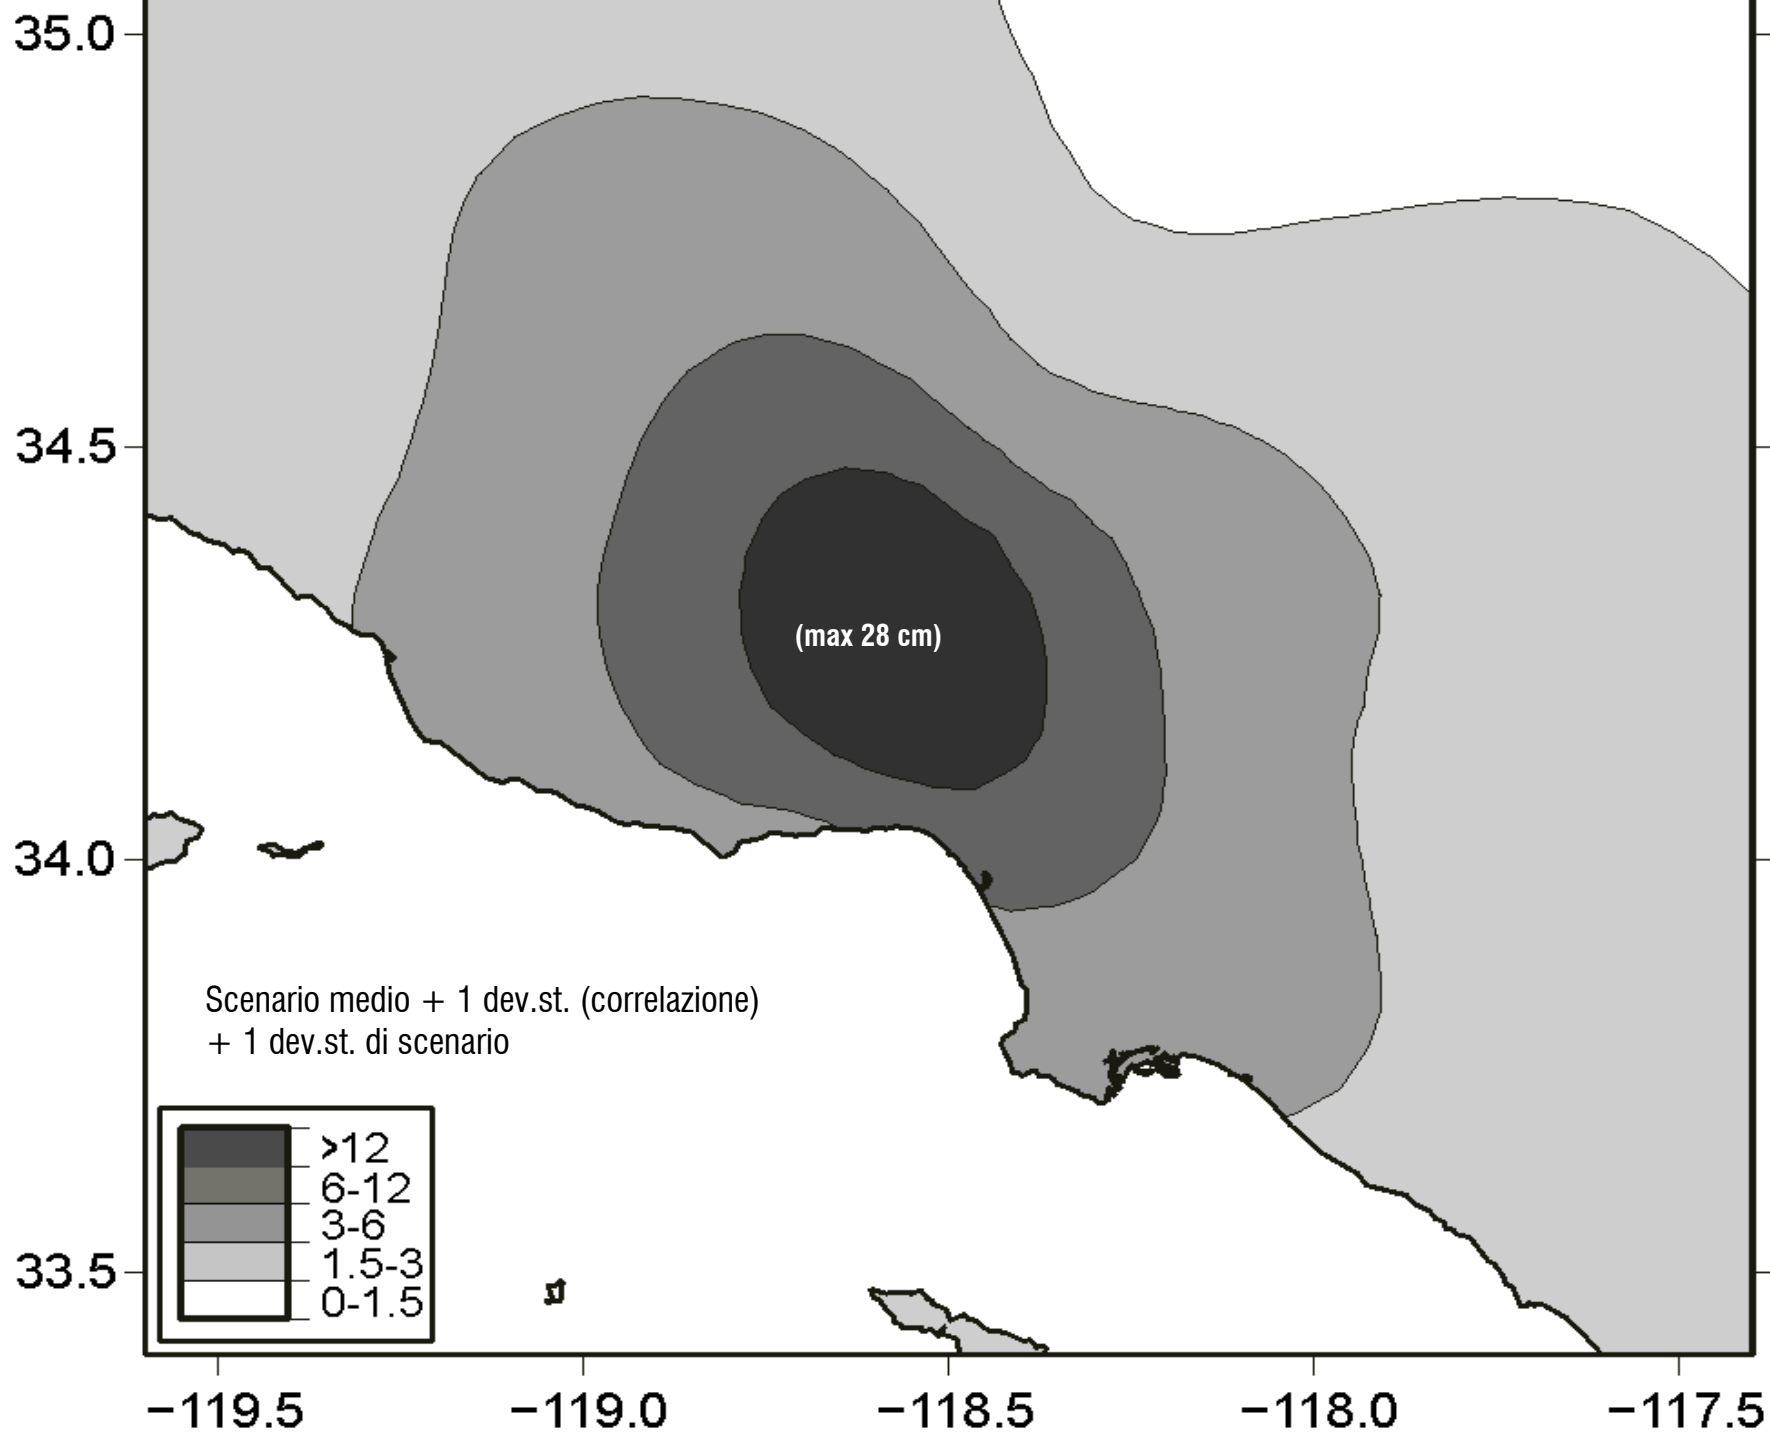 35.0
34.5
(max 28 cm)
34.0
Scenario medio + 1 dev.st. (correlazione)
+ 1 dev.st. di scenario
>12
6-12
3-6
1.5-3
0-1.5
33.5
−119.5 −119.0 −118.5 −118.0 −117.5